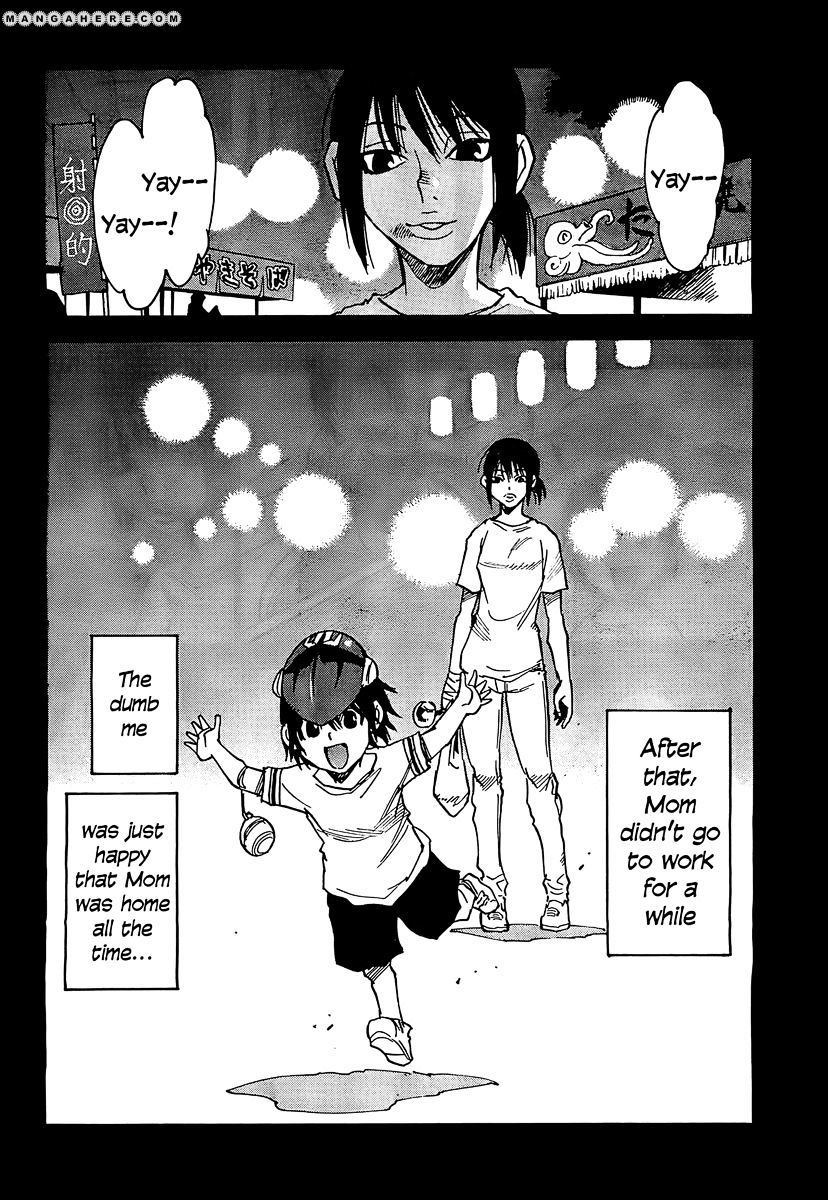 MANGAHERE.COM
Yay--
Yay--
Yay--!
射
的
やきそば
た
After
that,
Mom
didn't go
to work
for a
while
The
dumb
me
was just
happy
that Mom
was home
all the
time...